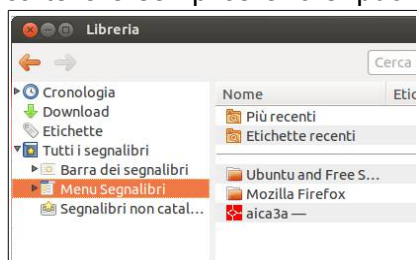 Libreria
Cerca
Cronologia
Download
Etichette
Tutti i segnalibri
Barra dei segnalibri
Menu Segnalibri
Segnalibri non catal...
Nome Etic
Più recenti
Etichette recenti
Ubuntu and Free S...
Mozilla Firefox
aica3a —